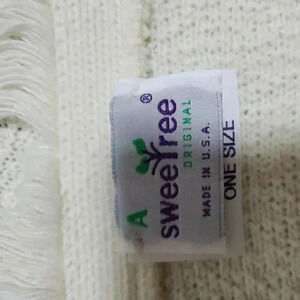 A
sweetree®
ORIGINAL
MADE IN U.S.A.
ONE SIZE